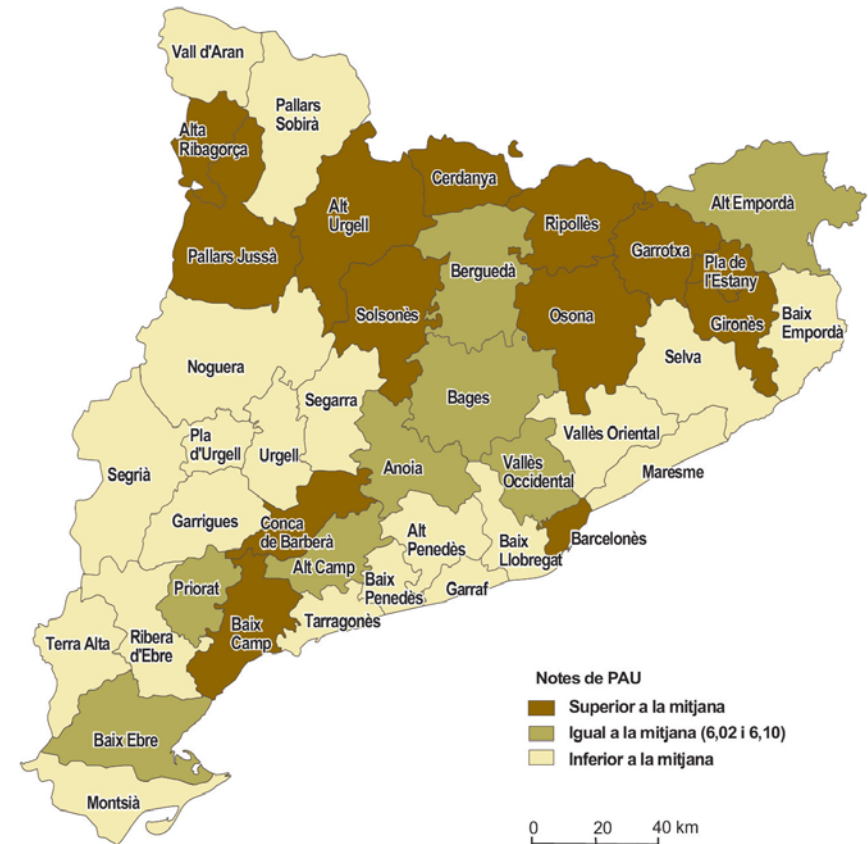 Vall d'Aran
Pallars
Sobirà
Alta
Ribagorça
Cerdanya
Alt
Urgell
Ripollès
Alt Empordà
Garrotxa
Pallars Jussà
Pla de
l'Estany
Berguedà
Solsonès
Osona
Gironès
Baix
Empordà
Noguera
Selva
Segarra
Bages
Pla
d'Urgell
Urgell
Vallès Oriental
Segrià
Anoia
Vallès
Occidental
Maresme
Garrigues
Conca
de Barberà
Alt
Penedès
Baix
Llobregat
Barcelonès
Alt Camp
Priorat
Baix
Penedès
Garraf
Tarragonès
Baix
Camp
Terra Alta
Ribera
d'Ebre
Baix Ebre
Montsià
Notes de PAU
Superior a la mitjana
Igual a la mitjana (6,02 i 6,10)
Inferior a la mitjana
0 20 40 km